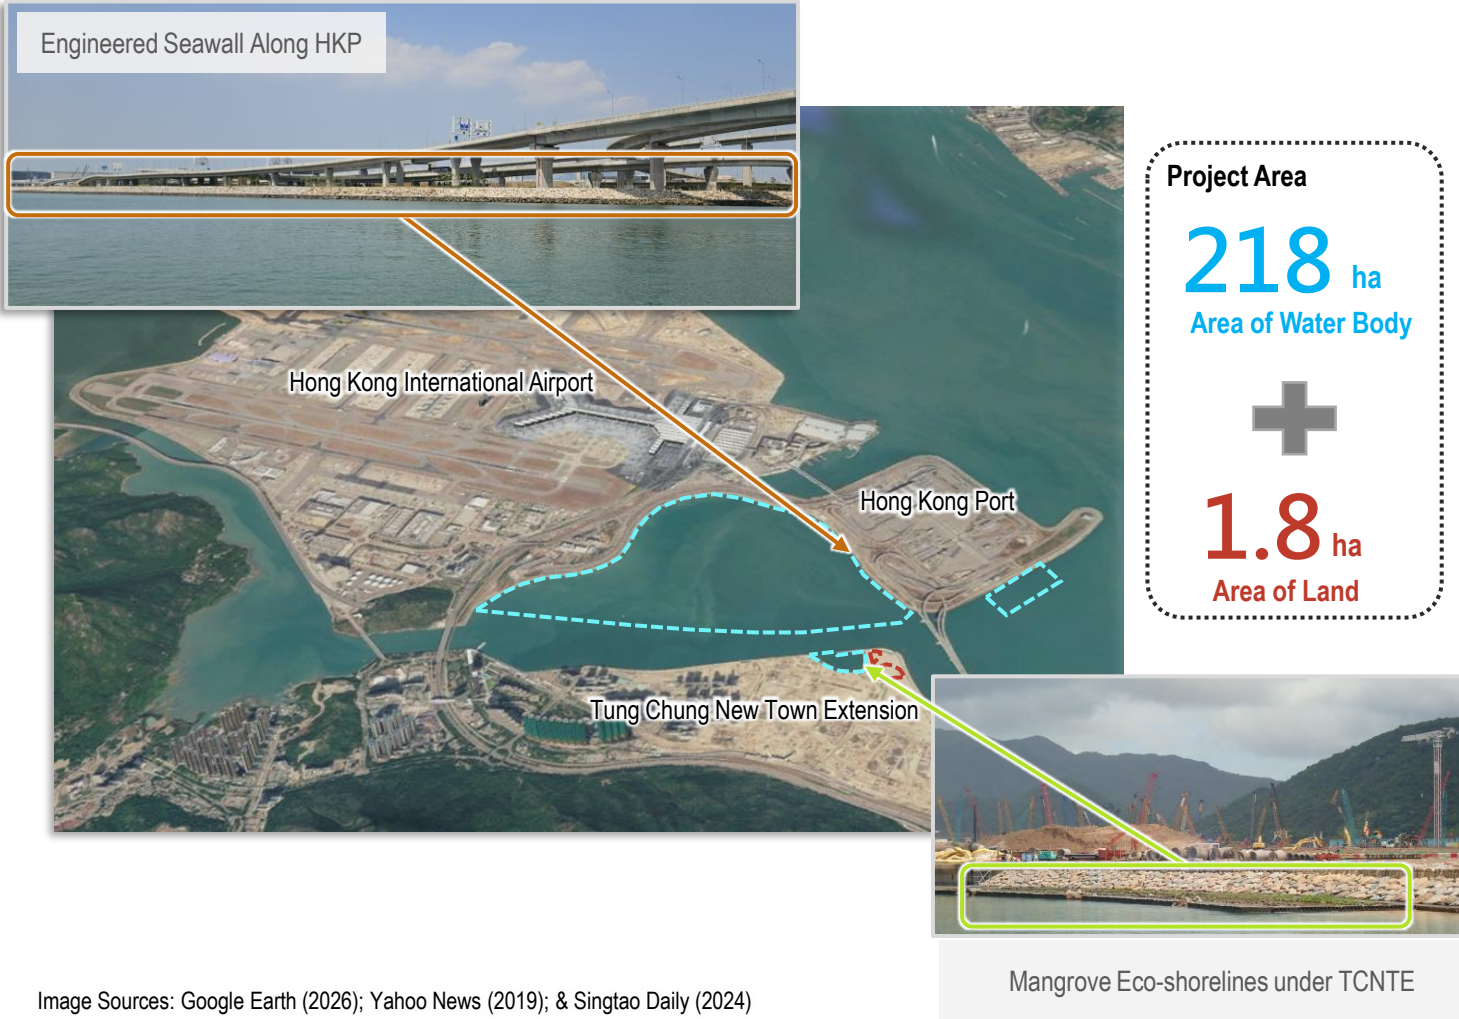 Engineered Seawall Along HKP
Project Area
218 ha
Area of Water Body
Hong Kong International Airport
Hong Kong Port
1.8 ha
Area of Land
Tung Chung New Town Extension
Mangrove Eco-shorelines under TCNTE
Image Sources: Google Earth (2026); Yahoo News (2019); & Singtao Daily (2024)